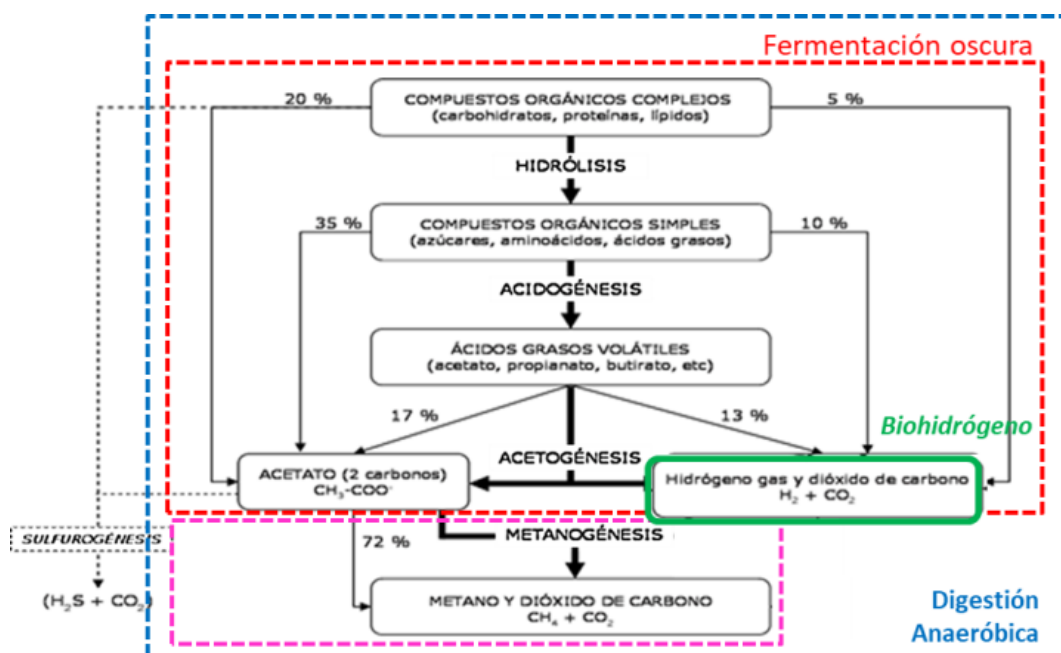 Fermentación oscura
20 %
COMPUESTOS ORGÁNICOS COMPLEJOS
(carbohidratos, proteínas, lípidos)
5 %
HIDRÓLISIS
35 %
COMPUESTOS ORGÁNICOS SIMPLES
(azúcares, aminoácidos, ácidos grasos)
10 %
ACIDOGÉNESIS
ÁCIDOS GRASOS VOLÁTILES
(acetato, propianato, butirato, etc)
17 %
13 %
Biohidrógeno
ACETOGÉNESIS
ACETATO (2 carbonos)
CH₃-COO⁻
Hidrógeno gas y dióxido de carbono
H₂ + CO₂
SULFUROGÉNESIS
72 %
METANOGÉNESIS
(H₂S + CO₂)
METANO Y DIÓXIDO DE CARBONO
CH₄ + CO₂
Digestión
Anaeróbica